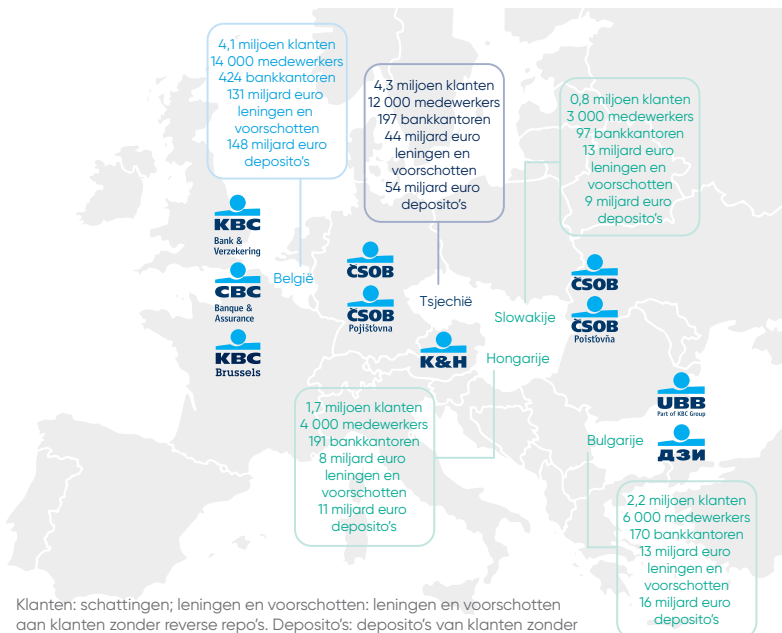 4,1 miljoen klanten
14 000 medewerkers
424 bankkantoren
131 miljard euro
leningen en
voorschotten
148 miljard euro
deposito's
4,3 miljoen klanten
12 000 medewerkers
197 bankkantoren
44 miljard euro
leningen en
voorschotten
54 miljard euro
deposito's
0,8 miljoen klanten
3 000 medewerkers
97 bankkantoren
13 miljard euro
leningen en
voorschotten
9 miljard euro
deposito's
KBC
Bank &
Verzekering
CBC
Banque &
Assurance
KBC
Brussels
België
ČSOB
ČSOB
Pojišťovna
Tsjechië
ČSOB
ČSOB
Poisťovňa
Slowakije
K&H
Hongarije
UBB
Part of KBC Group
ДЗИ
Bulgarije
1,7 miljoen klanten
4 000 medewerkers
191 bankkantoren
8 miljard euro
leningen en
voorschotten
11 miljard euro
deposito's
2,2 miljoen klanten
6 000 medewerkers
170 bankkantoren
13 miljard euro
leningen en
voorschotten
16 miljard euro
deposito's
Klanten: schattingen; leningen en voorschotten: leningen en voorschotten
aan klanten zonder reverse repo's. Deposito's: deposito's van klanten zonder